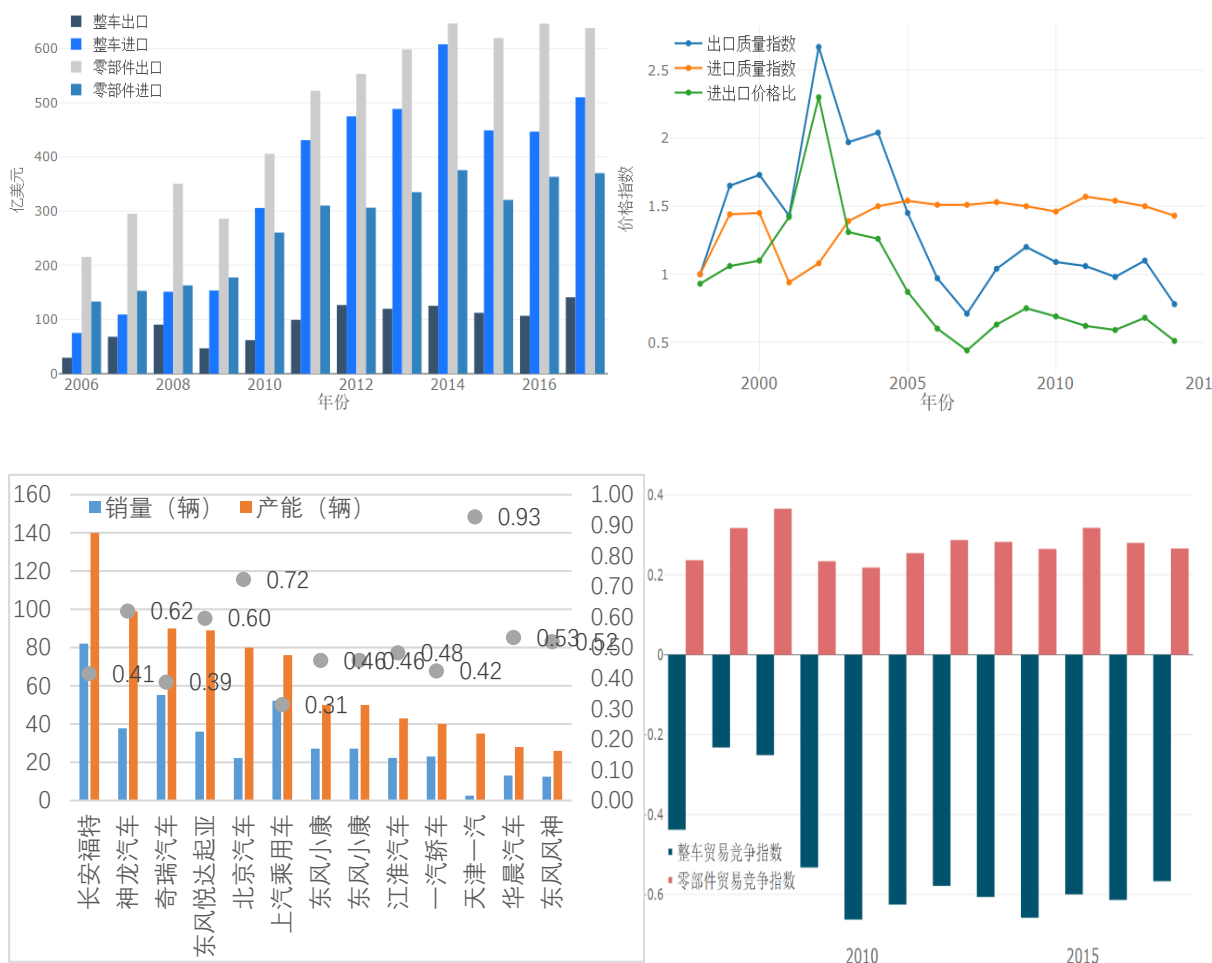 整车出口
整车进口
零部件出口
零部件进口
600
500
400
300
200
100
0
亿美元
2006 2008 2010 2012 2014 2016
年份
出口质量指数
进口质量指数
进出口价格比
2.5
2
1.5
1
0.5
价格指数
2000 2005 2010 201
年份
销量（辆） 产能（辆）
160
140
120
100
80
60
40
20
0
1.00
0.90
0.80
0.70
0.60
0.50
0.40
0.30
0.20
0.10
0.00
0.41
0.62
0.39
0.60
0.72
0.31
0.46
0.46
0.48
0.42
0.93
0.53
0.52
长安福特
神龙汽车
奇瑞汽车
东风悦达起亚
北京汽车
上汽乘用车
东风小康
东风小康
江淮汽车
一汽轿车
天津一汽
华晨汽车
东风风神
0.4
0.2
0
-0.2
-0.4
-0.6
整车贸易竞争指数
零部件贸易竞争指数
2010 2015